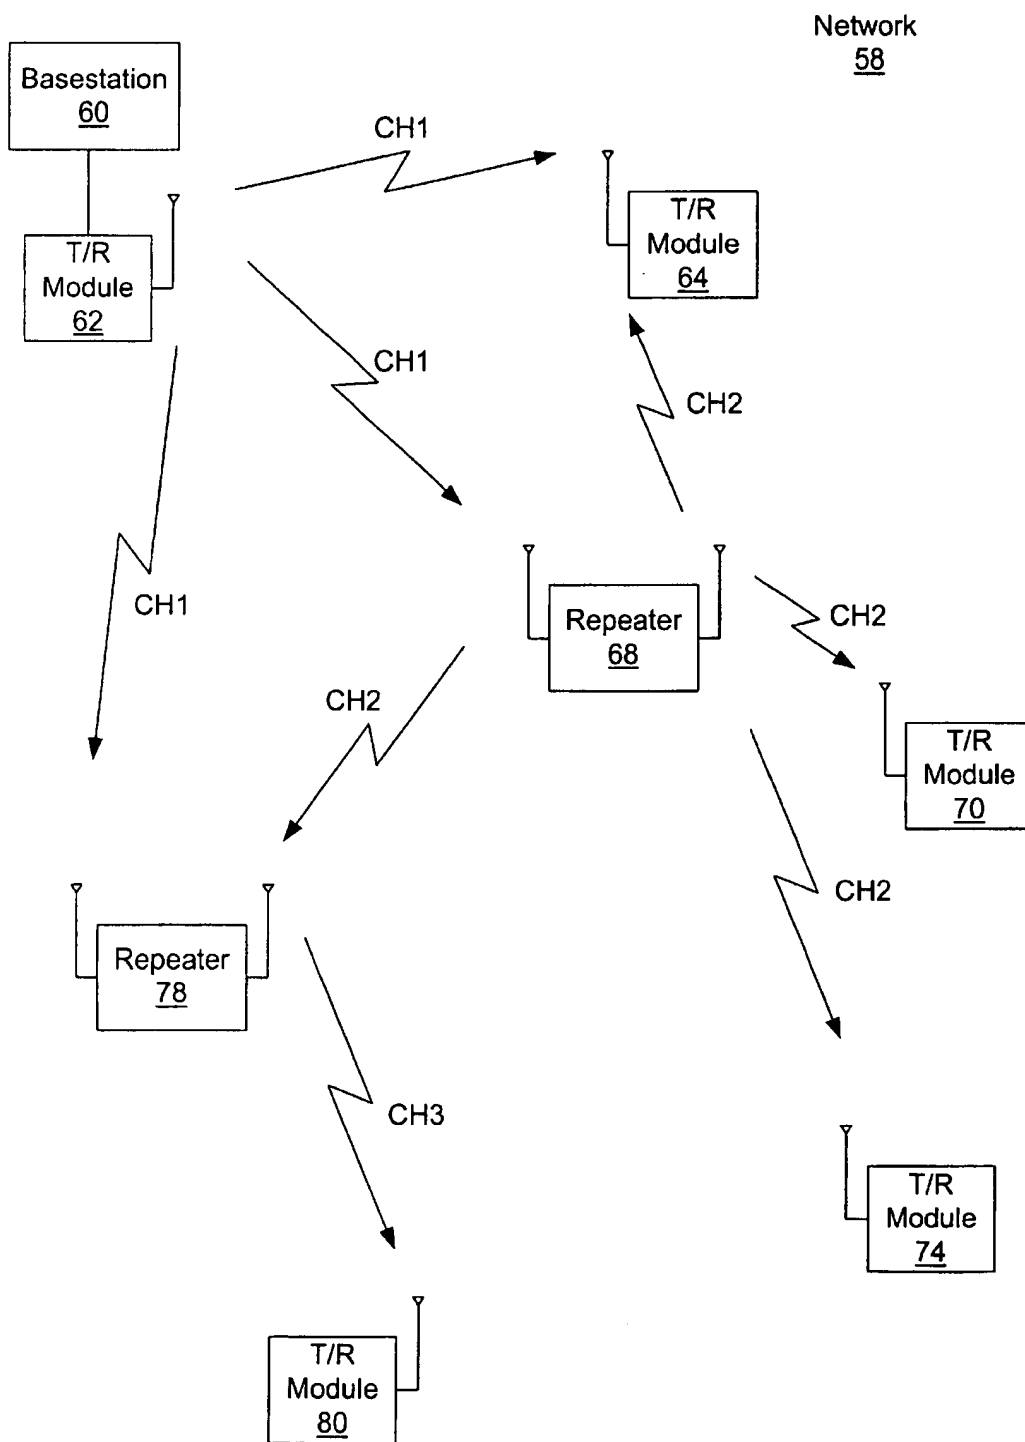 Network
58
Basestation
60
CH1
T/R
Module
62
T/R
Module
64
CH1
CH2
CH1
Repeater
68
CH2
CH2
T/R
Module
70
CH2
Repeater
78
CH3
T/R
Module
74
T/R
Module
80